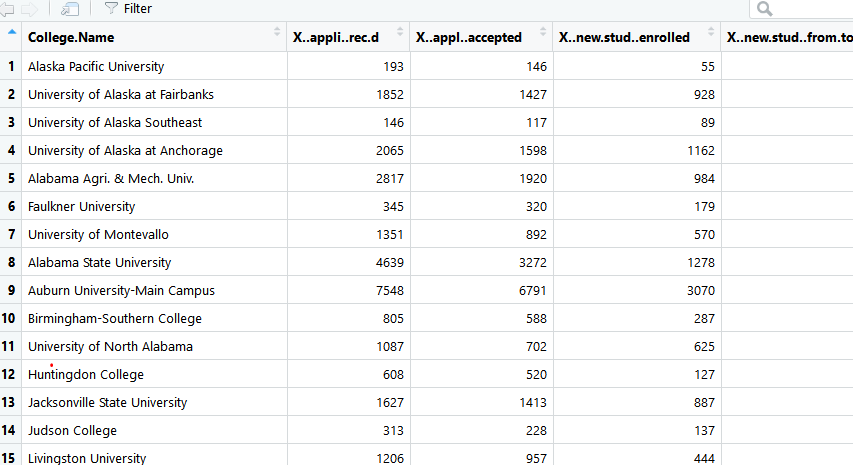 Filter
College.Name X..appli..rec.d X..appl..accepted X..new.stud..enrolled X..new.stud..from.to
1 Alaska Pacific University 193 146 55
2 University of Alaska at Fairbanks 1852 1427 928
3 University of Alaska Southeast 146 117 89
4 University of Alaska at Anchorage 2065 1598 1162
5 Alabama Agri. & Mech. Univ. 2817 1920 984
6 Faulkner University 345 320 179
7 University of Montevallo 1351 892 570
8 Alabama State University 4639 3272 1278
9 Auburn University-Main Campus 7548 6791 3070
10 Birmingham-Southern College 805 588 287
11 University of North Alabama 1087 702 625
12 Huntingdon College 608 520 127
13 Jacksonville State University 1627 1413 887
14 Judson College 313 228 137
15 Livingston University 1206 957 444